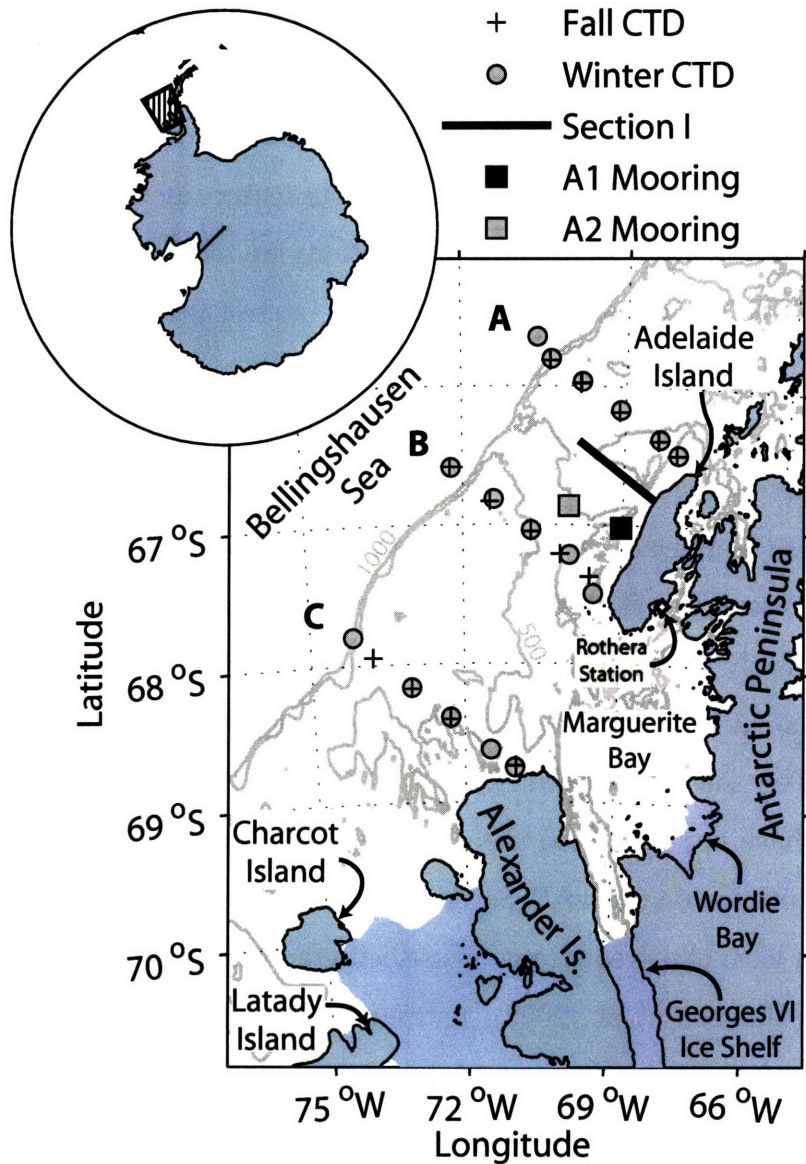 Fall CTD
Winter CTD
Section I
A1 Mooring
A2 Mooring
A
Adelaide
Island
B
Bellingshausen
Sea
1000
67 °S
C
500
Rothera
Station
Antarctic Peninsula
68 °S
Latitude
Marguerite
Bay
69 °S
Charcot
Island
Alexander Is.
Wordie
Bay
70 °S
Latady
Island
Georges VI
Ice Shelf
75 °W
72 °W
69 °W
66 °W
Longitude